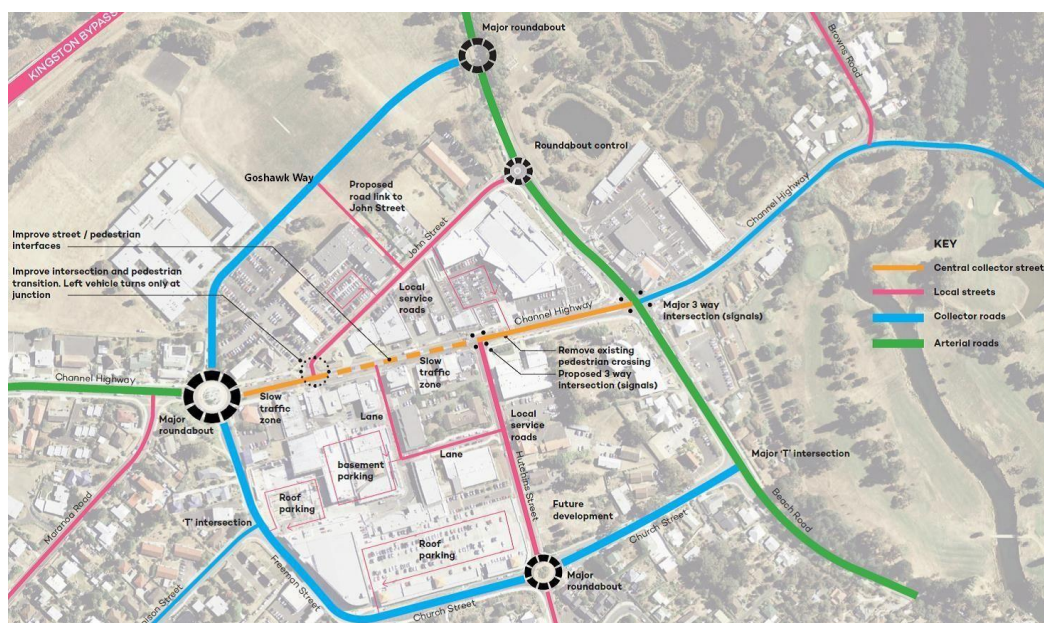 KINGSTON BYPASS
Major roundabout
Browns Road
Roundabout control
Goshawk Way
Proposed
road link to
John Street
John Street
Channel Highway
Improve street / pedestrian
interfaces
Improve intersection and pedestrian
transition. Left vehicle turns only at
junction
KEY
Central collector street
Local streets
Collector roads
Arterial roads
Local
service
roads
Channel Highway
Major 3 way
intersection (signals)
Remove existing
pedestrian crossing
Proposed 3 way
intersection (signals)
Slow
traffic
zone
Channel Highway
Slow
traffic
zone
Major
roundabout
Lane
Local
service
roads
Lane
basement
parking
Major ‘T’ intersection
Maranoa Road
Roof
parking
Hutchins Street
Future
development
Beach Road
‘T’ intersection
Church Street
Roof
parking
Freeman Street
Major
roundabout
Church Street
Street